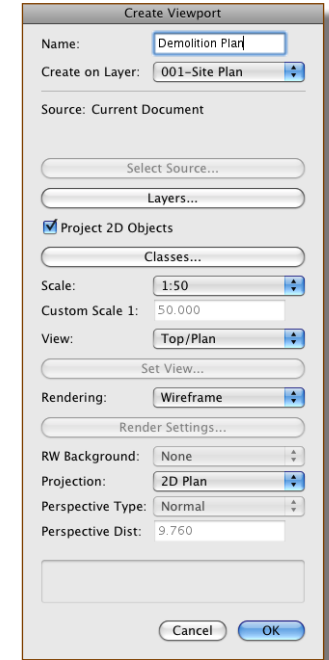 Create Viewport
Name: Demolition Plan
Create on Layer: 001-Site Plan
Source: Current Document
Select Source...
Layers...
Project 2D Objects
Classes...
Scale: 1:50
Custom Scale 1: 50.000
View: Top/Plan
Set View...
Rendering: Wireframe
Render Settings...
RW Background: None
Projection: 2D Plan
Perspective Type: Normal
Perspective Dist: 9.760
Cancel OK